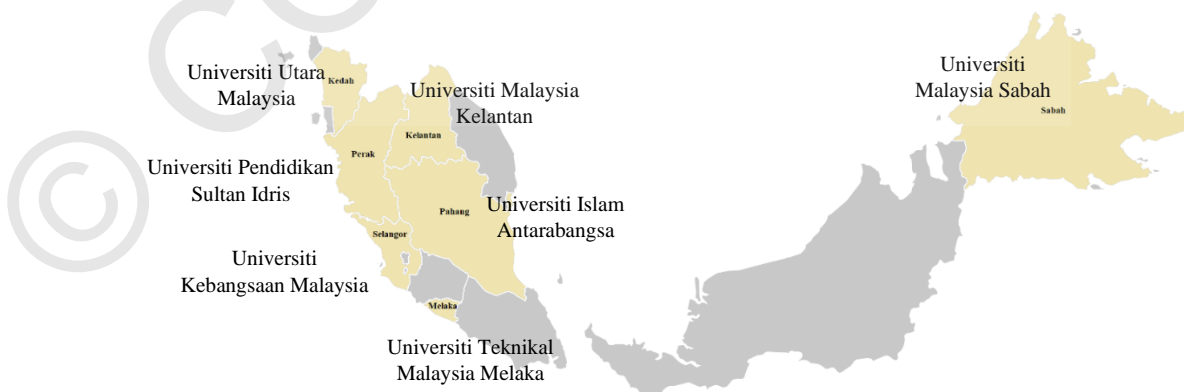 Universiti Utara
Malaysia
Kedah
Universiti Malaysia
Kelantan
Kelantan
Universiti
Malaysia Sabah
Sabah
Perak
Universiti Pendidikan
Sultan Idris
Pahang
Universiti Islam
Antarabangsa
Selangor
Universiti
Kebangsaan Malaysia
Melaka
Universiti Teknikal
Malaysia Melaka
©